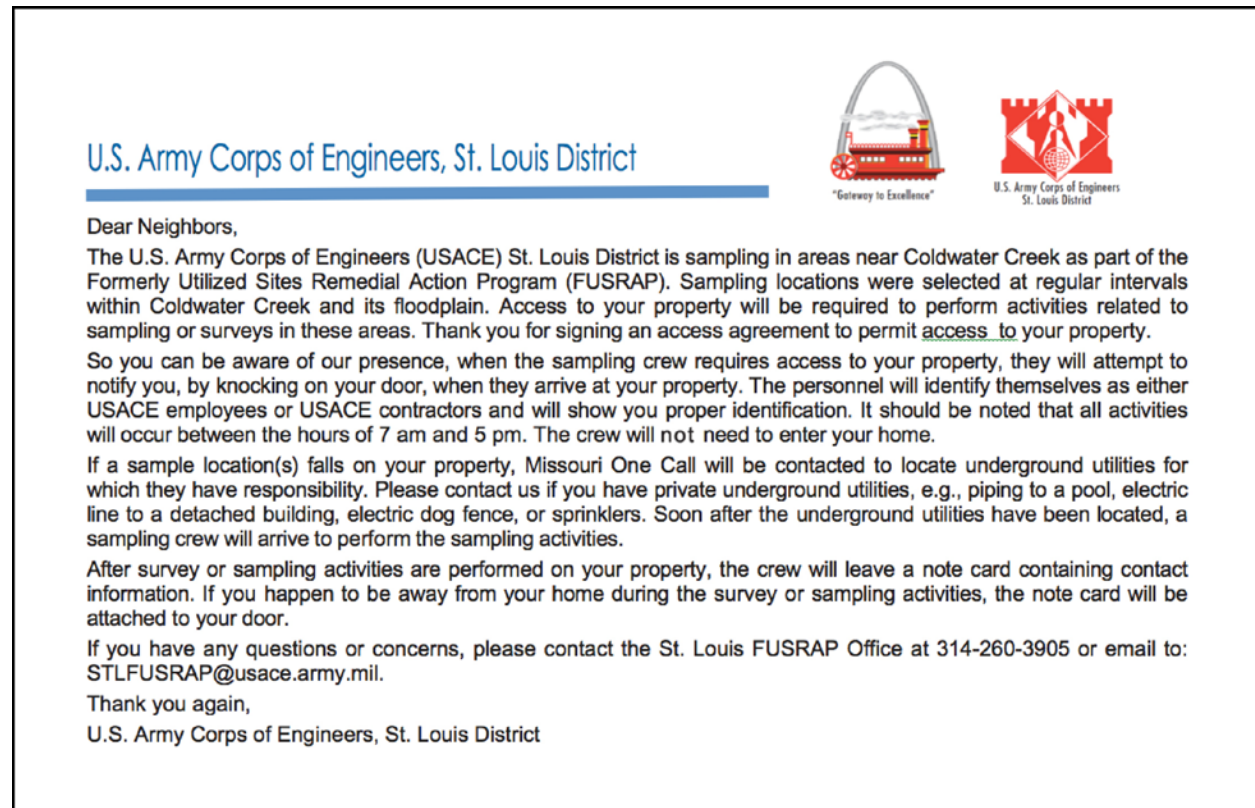 U.S. Army Corps of Engineers, St. Louis District
"Gateway to Excellence"
U.S. Army Corps of Engineers
St. Louis District
Dear Neighbors,
The U.S. Army Corps of Engineers (USACE) St. Louis District is sampling in areas near Coldwater Creek as part of the
Formerly Utilized Sites Remedial Action Program (FUSRAP). Sampling locations were selected at regular intervals
within Coldwater Creek and its floodplain. Access to your property will be required to perform activities related to
sampling or surveys in these areas. Thank you for signing an access agreement to permit access to your property.
So you can be aware of our presence, when the sampling crew requires access to your property, they will attempt to
notify you, by knocking on your door, when they arrive at your property. The personnel will identify themselves as either
USACE employees or USACE contractors and will show you proper identification. It should be noted that all activities
will occur between the hours of 7 am and 5 pm. The crew will not need to enter your home.
If a sample location(s) falls on your property, Missouri One Call will be contacted to locate underground utilities for
which they have responsibility. Please contact us if you have private underground utilities, e.g., piping to a pool, electric
line to a detached building, electric dog fence, or sprinklers. Soon after the underground utilities have been located, a
sampling crew will arrive to perform the sampling activities.
After survey or sampling activities are performed on your property, the crew will leave a note card containing contact
information. If you happen to be away from your home during the survey or sampling activities, the note card will be
attached to your door.
If you have any questions or concerns, please contact the St. Louis FUSRAP Office at 314-260-3905 or email to:
STLFUSRAP@usace.army.mil.
Thank you again,
U.S. Army Corps of Engineers, St. Louis District